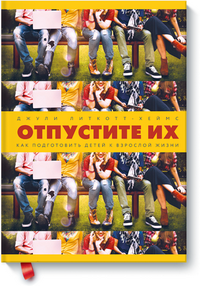 ДЖУЛИ ЛИТКОТТ-ХЕЙМС
ОТПУСТИТЕ ИХ
КАК ПОДГОТОВИТЬ ДЕТЕЙ К ВЗРОСЛОЙ ЖИЗНИ